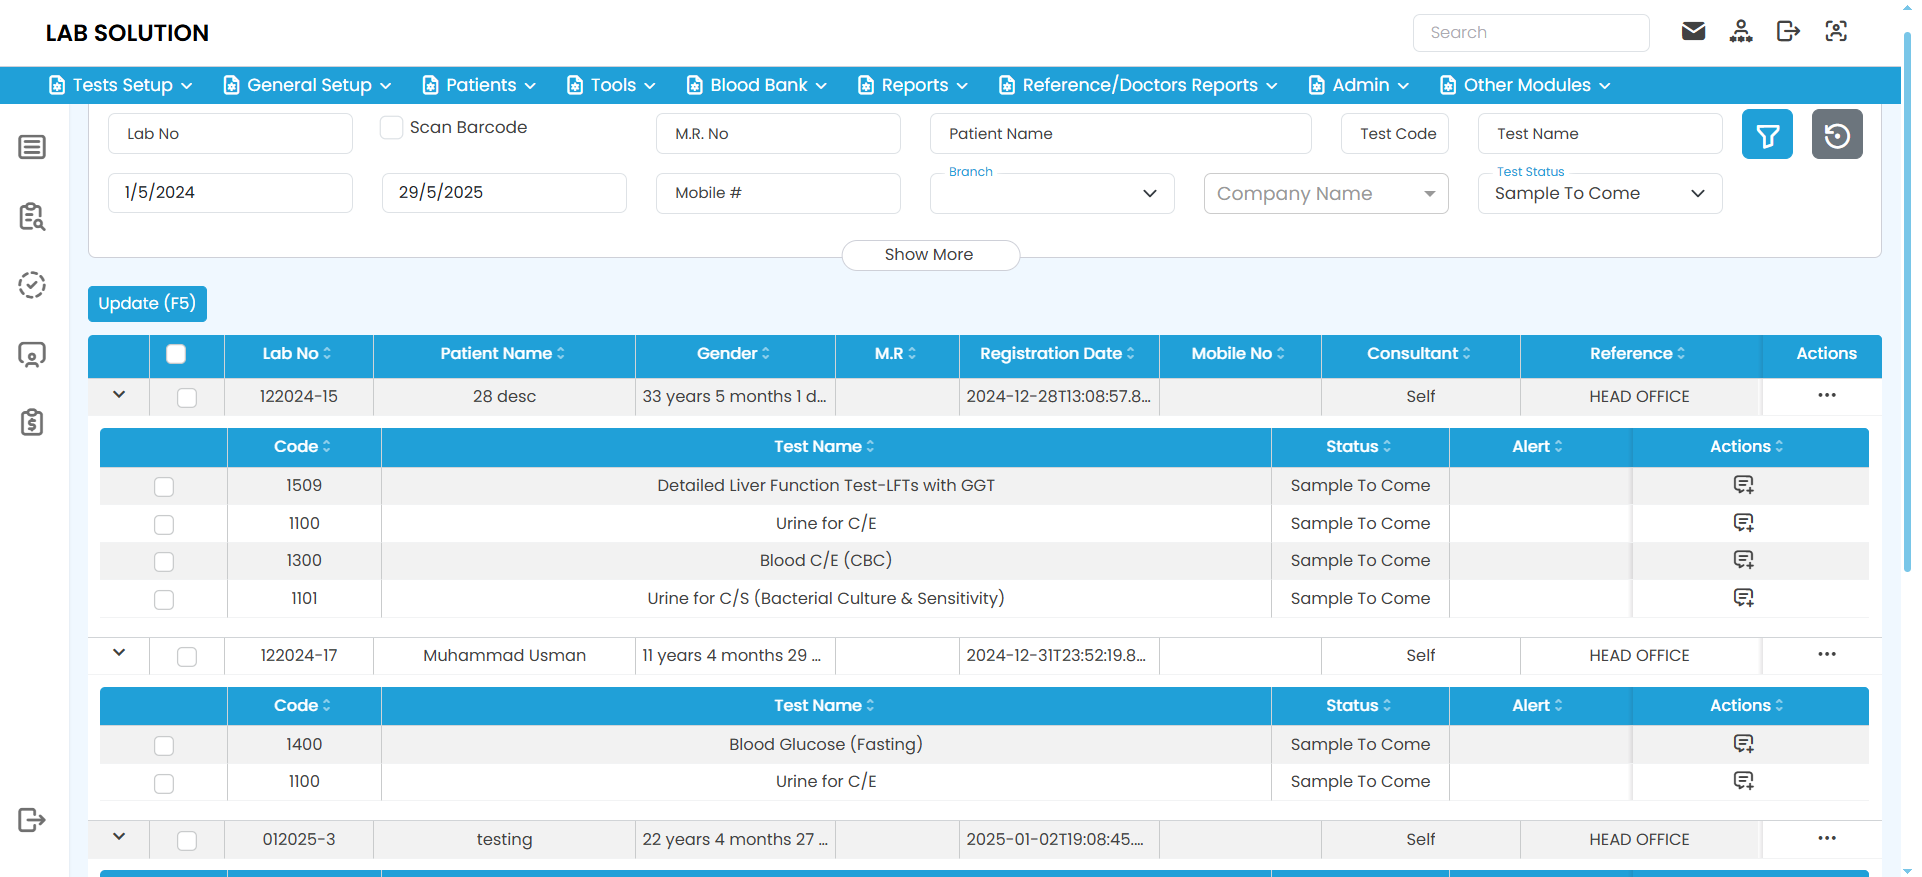 LAB SOLUTION
Search
Tests Setup General Setup Patients Tools Blood Bank Reports Reference/Doctors Reports Admin Other Modules
Lab No Scan Barcode M.R. No Patient Name Test Code Test Name
Branch Test Status
1/5/2024 29/5/2025 Mobile # Company Name Sample To Come
Show More
Update (F5)
Lab No Patient Name Gender M.R Registration Date Mobile No Consultant Reference Actions
122024-15 28 desc 33 years 5 months 1 d... 2024-12-28T13:08:57.8... Self HEAD OFFICE ...
Code Test Name Status Alert Actions
1509 Detailed Liver Function Test-LFTs with GGT Sample To Come
1100 Urine for C/E Sample To Come
1300 Blood C/E (CBC) Sample To Come
1101 Urine for C/S (Bacterial Culture & Sensitivity) Sample To Come
122024-17 Muhammad Usman 11 years 4 months 29 ... 2024-12-31T23:52:19.8... Self HEAD OFFICE ...
Code Test Name Status Alert Actions
1400 Blood Glucose (Fasting) Sample To Come
1100 Urine for C/E Sample To Come
012025-3 testing 22 years 4 months 27 ... 2025-01-02T19:08:45.... Self HEAD OFFICE ...